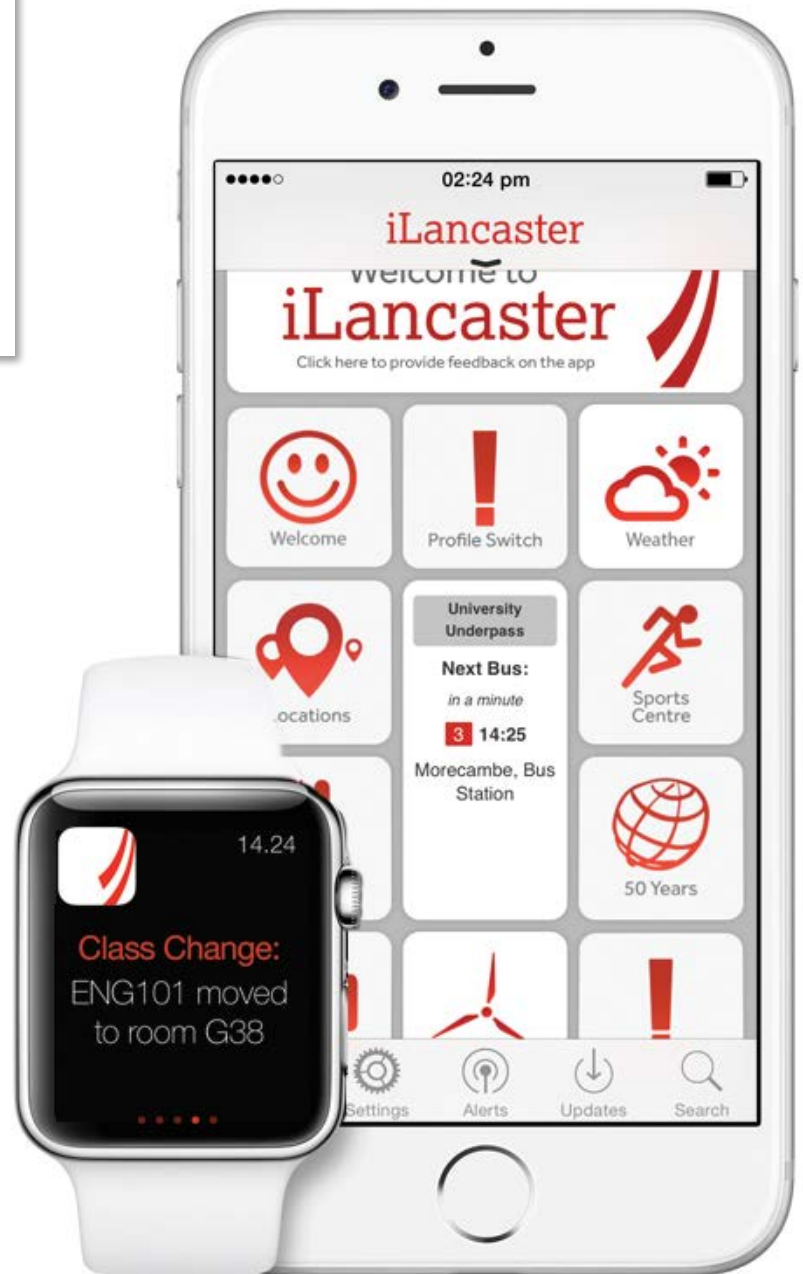 02:24 pm
iLancaster
Welcome to
iLancaster
Click here to provide feedback on the app
Welcome
Profile Switch
Weather
ocations
University
Underpass
Next Bus:
in a minute
3 14:25
Morecambe, Bus
Station
Sports
Centre
50 Years
Settings
Alerts
Updates
Search
14.24
Class Change:
ENG101 moved
to room G38